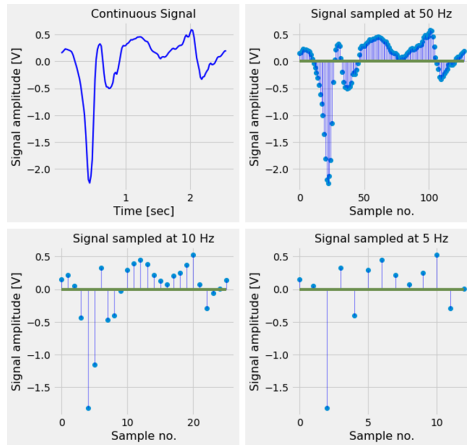 Continuous Signal
Signal amplitude [V]
0.5
0.0
−0.5
−1.0
−1.5
−2.0
1
2
Time [sec]
Signal sampled at 50 Hz
Signal amplitude [V]
0.5
0.0
−0.5
−1.0
−1.5
−2.0
0
50
100
Sample no.
Signal sampled at 10 Hz
Signal amplitude [V]
0.5
0.0
−0.5
−1.0
−1.5
0
10
20
Sample no.
Signal sampled at 5 Hz
Signal amplitude [V]
0.5
0.0
−0.5
−1.0
−1.5
0
5
10
Sample no.